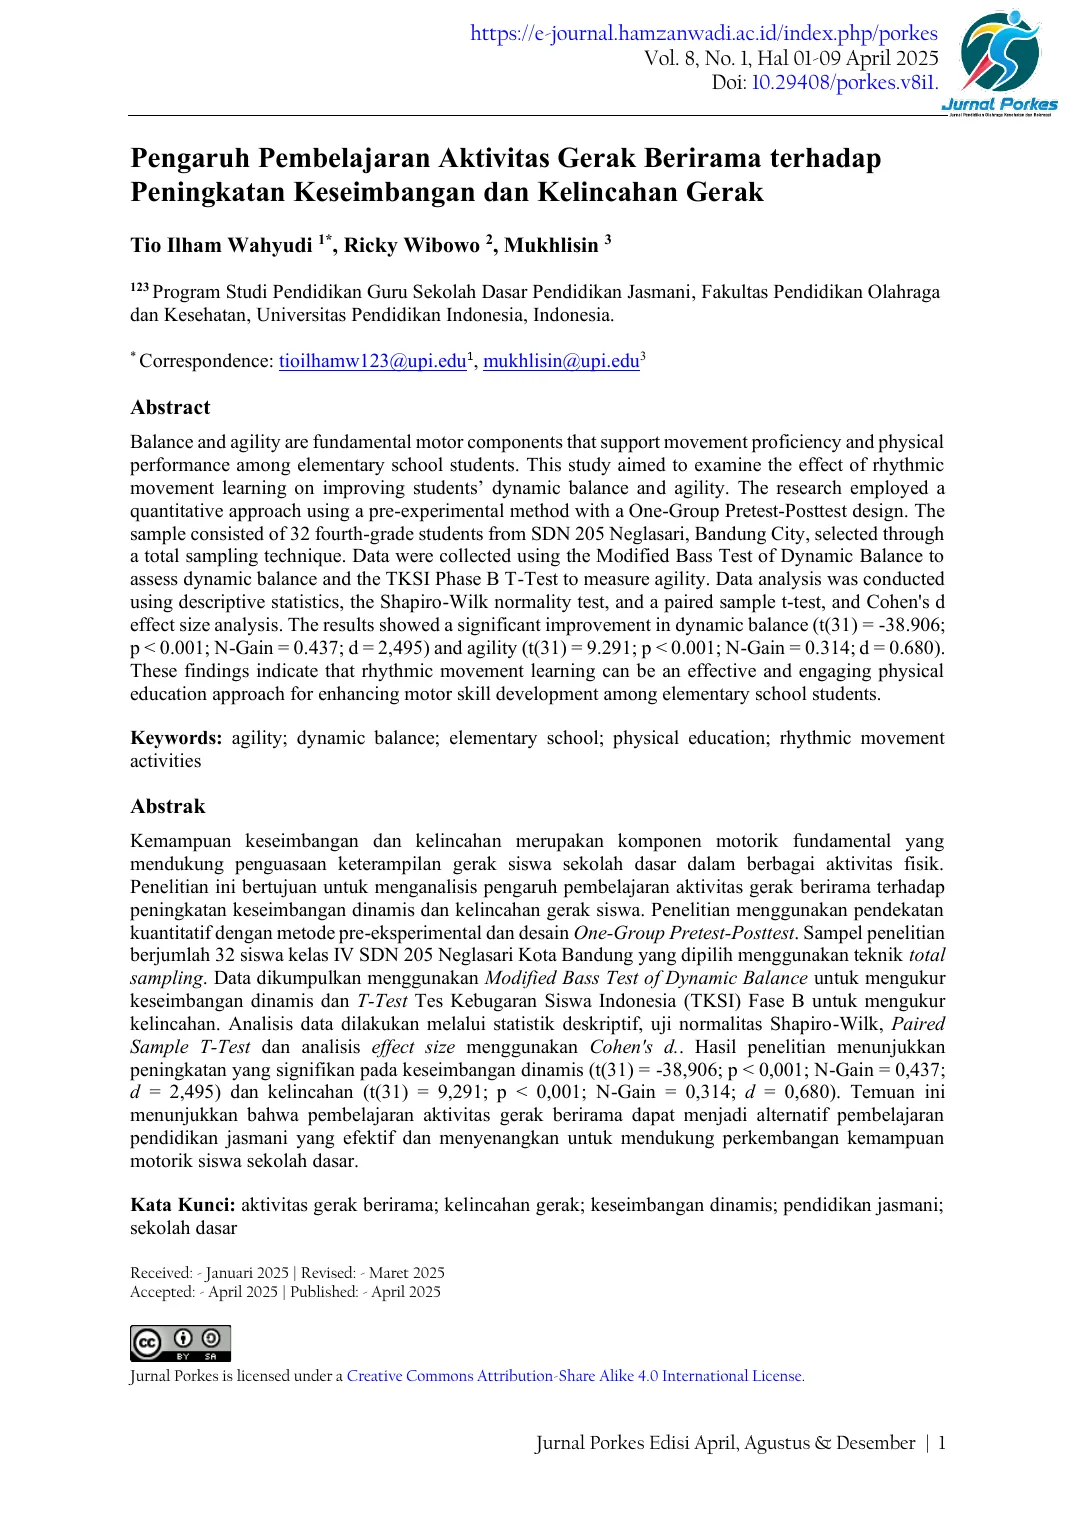 https://e-journal.hamzanwadi.ac.id/index.php/porkes
Vol. 8, No. 1, Hal 01-09 April 2025
Doi: 10.29408/porkes.v8i1.
Jurnal Porkes
Jurnal Pendidikan Olahraga Kesehatan dan Rekreasi
Pengaruh Pembelajaran Aktivitas Gerak Berirama terhadap
Peningkatan Keseimbangan dan Kelincahan Gerak
Tio Ilham Wahyudi 1*, Ricky Wibowo 2, Mukhlisin 3
123 Program Studi Pendidikan Guru Sekolah Dasar Pendidikan Jasmani, Fakultas Pendidikan Olahraga
dan Kesehatan, Universitas Pendidikan Indonesia, Indonesia.
* Correspondence: tioilhamw123@upi.edu1, mukhlisin@upi.edu3
Abstract
Balance and agility are fundamental motor components that support movement proficiency and physical
performance among elementary school students. This study aimed to examine the effect of rhythmic
movement learning on improving students' dynamic balance and agility. The research employed a
quantitative approach using a pre-experimental method with a One-Group Pretest-Posttest design. The
sample consisted of 32 fourth-grade students from SDN 205 Neglasari, Bandung City, selected through
a total sampling technique. Data were collected using the Modified Bass Test of Dynamic Balance to
assess dynamic balance and the TKSI Phase B T-Test to measure agility. Data analysis was conducted
using descriptive statistics, the Shapiro-Wilk normality test, and a paired sample t-test, and Cohen's d
effect size analysis. The results showed a significant improvement in dynamic balance (t(31) = -38.906;
p < 0.001; N-Gain = 0.437; d = 2,495) and agility (t(31) = 9.291; p < 0.001; N-Gain = 0.314; d = 0.680).
These findings indicate that rhythmic movement learning can be an effective and engaging physical
education approach for enhancing motor skill development among elementary school students.
Keywords: agility; dynamic balance; elementary school; physical education; rhythmic movement
activities
Abstrak
Kemampuan keseimbangan dan kelincahan merupakan komponen motorik fundamental yang
mendukung penguasaan keterampilan gerak siswa sekolah dasar dalam berbagai aktivitas fisik.
Penelitian ini bertujuan untuk menganalisis pengaruh pembelajaran aktivitas gerak berirama terhadap
peningkatan keseimbangan dinamis dan kelincahan gerak siswa. Penelitian menggunakan pendekatan
kuantitatif dengan metode pre-eksperimental dan desain One-Group Pretest-Posttest. Sampel penelitian
berjumlah 32 siswa kelas IV SDN 205 Neglasari Kota Bandung yang dipilih menggunakan teknik total
sampling. Data dikumpulkan menggunakan Modified Bass Test of Dynamic Balance untuk mengukur
keseimbangan dinamis dan T-Test Tes Kebugaran Siswa Indonesia (TKSI) Fase B untuk mengukur
kelincahan. Analisis data dilakukan melalui statistik deskriptif, uji normalitas Shapiro-Wilk, Paired
Sample T-Test dan analisis effect size menggunakan Cohen's d.. Hasil penelitian menunjukkan
peningkatan yang signifikan pada keseimbangan dinamis (t(31) = -38,906; p < 0,001; N-Gain = 0,437;
d = 2,495) dan kelincahan (t(31) = 9,291; p < 0,001; N-Gain = 0,314; d = 0,680). Temuan ini
menunjukkan bahwa pembelajaran aktivitas gerak berirama dapat menjadi alternatif pembelajaran
pendidikan jasmani yang efektif dan menyenangkan untuk mendukung perkembangan kemampuan
motorik siswa sekolah dasar.
Kata Kunci: aktivitas gerak berirama; kelincahan gerak; keseimbangan dinamis; pendidikan jasmani;
sekolah dasar
Received: - Januari 2025 | Revised: - Maret 2025
Accepted: - April 2025 | Published: - April 2025
cc BY SA
Jurnal Porkes is licensed under a Creative Commons Attribution-Share Alike 4.0 International License.
Jurnal Porkes Edisi April, Agustus & Desember | 1